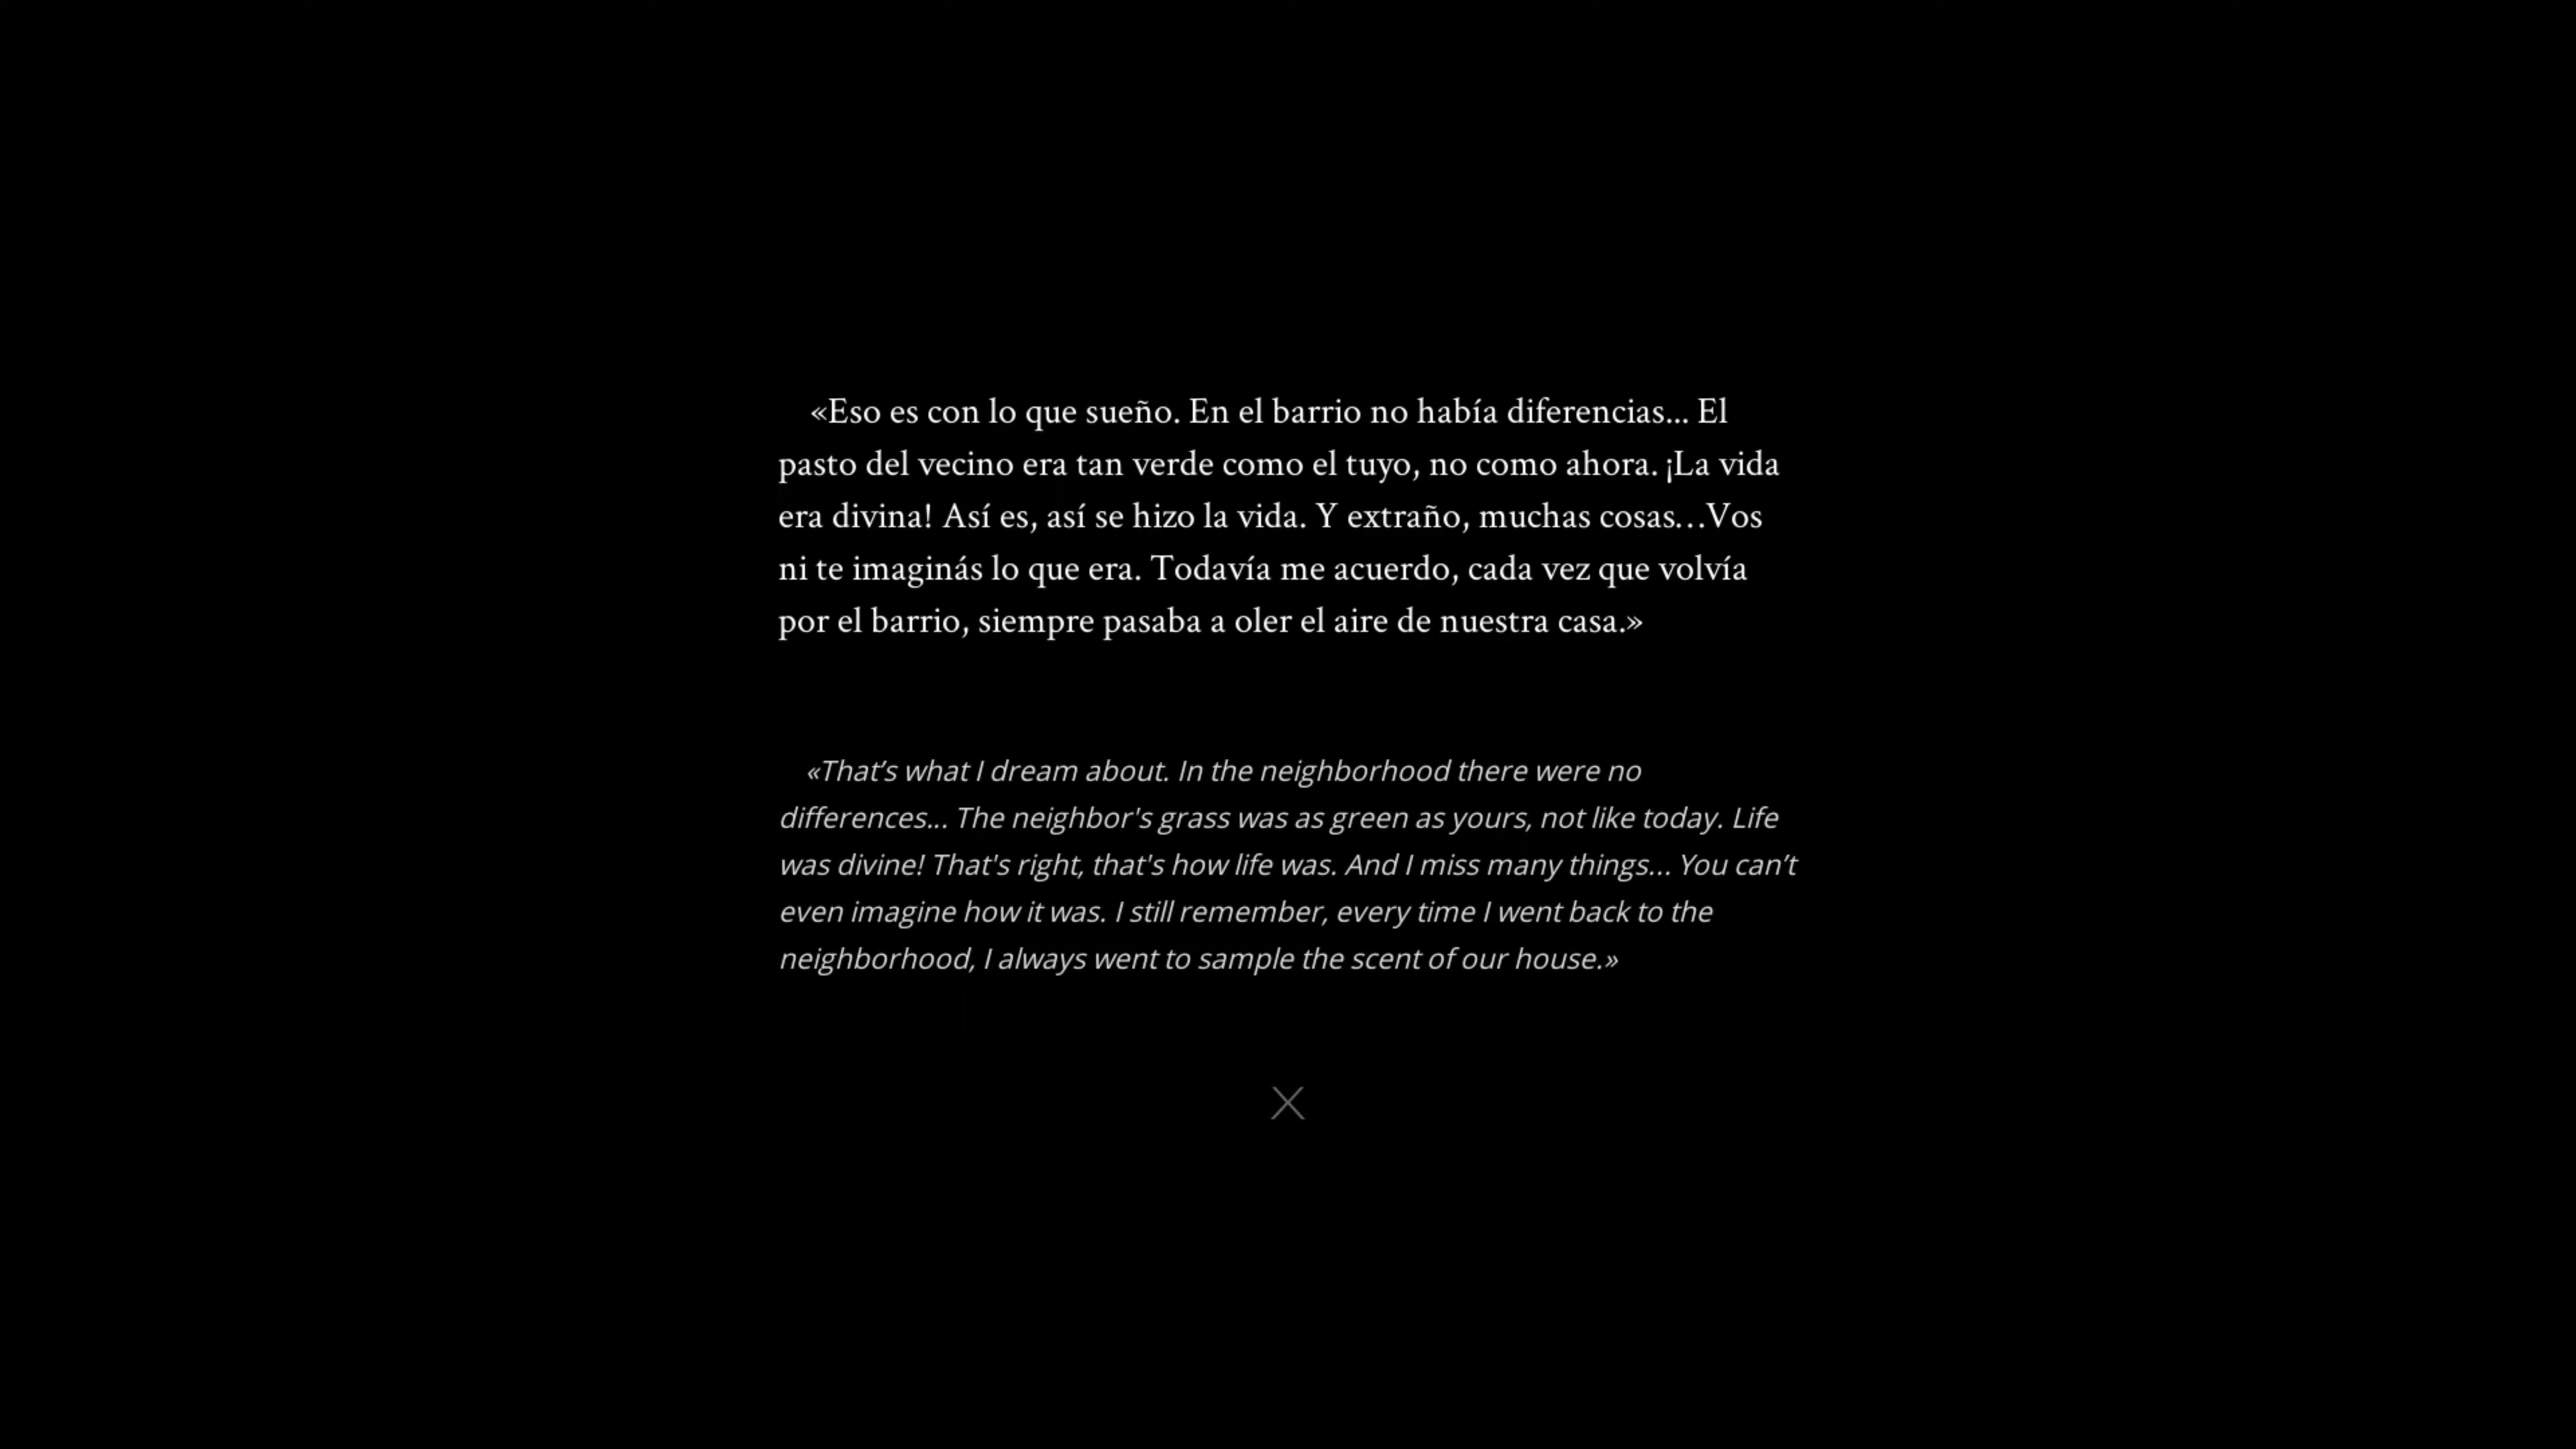 «Eso es con lo que sueño. En el barrio no había diferencias... El
pasto del vecino era tan verde como el tuyo, no como ahora. ¡La vida
era divina! Así es, así se hizo la vida. Y extraño, muchas cosas…Vos
ni te imaginás lo que era. Todavía me acuerdo, cada vez que volvía
por el barrio, siempre pasaba a oler el aire de nuestra casa.»
«That’s what I dream about. In the neighborhood there were no
differences... The neighbor's grass was as green as yours, not like today. Life
was divine! That's right, that's how life was. And I miss many things... You can’t
even imagine how it was. I still remember, every time I went back to the
neighborhood, I always went to sample the scent of our house.»